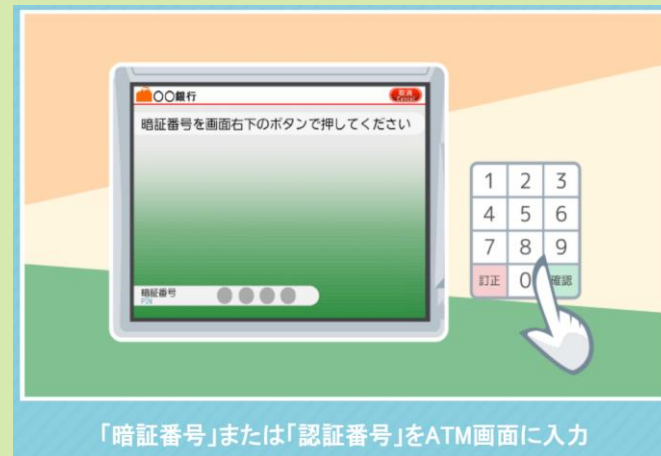 〇〇銀行
取消
Cancel
暗証番号を画面右下のボタンで押してください
1 2 3
4 5 6
7 8 9
訂正 0 確認
暗証番号
PIN
「暗証番号」または「認証番号」をATM画面に入力